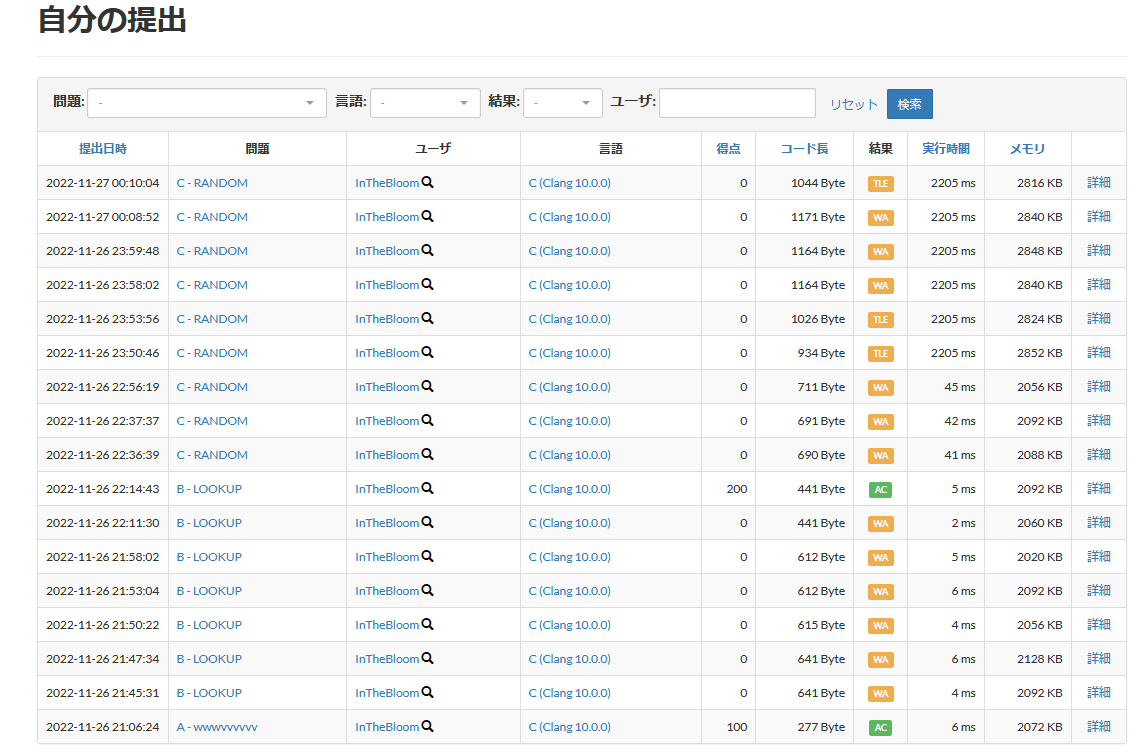 自分の提出
問題: - 言語: - 結果: - ユーザ: リセット 検索
提出日時 問題 ユーザ 言語 得点 コード長 結果 実行時間 メモリ
2022-11-27 00:10:04 C - RANDOM InTheBloom C (Clang 10.0.0) 0 1044 Byte TLE 2205 ms 2816 KB 詳細
2022-11-27 00:08:52 C - RANDOM InTheBloom C (Clang 10.0.0) 0 1171 Byte WA 2205 ms 2840 KB 詳細
2022-11-26 23:59:48 C - RANDOM InTheBloom C (Clang 10.0.0) 0 1164 Byte WA 2205 ms 2848 KB 詳細
2022-11-26 23:58:02 C - RANDOM InTheBloom C (Clang 10.0.0) 0 1164 Byte WA 2205 ms 2840 KB 詳細
2022-11-26 23:53:56 C - RANDOM InTheBloom C (Clang 10.0.0) 0 1026 Byte TLE 2205 ms 2824 KB 詳細
2022-11-26 23:50:46 C - RANDOM InTheBloom C (Clang 10.0.0) 0 934 Byte TLE 2205 ms 2852 KB 詳細
2022-11-26 22:56:19 C - RANDOM InTheBloom C (Clang 10.0.0) 0 711 Byte WA 45 ms 2056 KB 詳細
2022-11-26 22:37:37 C - RANDOM InTheBloom C (Clang 10.0.0) 0 691 Byte WA 42 ms 2092 KB 詳細
2022-11-26 22:36:39 C - RANDOM InTheBloom C (Clang 10.0.0) 0 690 Byte WA 41 ms 2088 KB 詳細
2022-11-26 22:14:43 B - LOOKUP InTheBloom C (Clang 10.0.0) 200 441 Byte AC 5 ms 2092 KB 詳細
2022-11-26 22:11:30 B - LOOKUP InTheBloom C (Clang 10.0.0) 0 441 Byte WA 2 ms 2060 KB 詳細
2022-11-26 21:58:02 B - LOOKUP InTheBloom C (Clang 10.0.0) 0 612 Byte WA 5 ms 2020 KB 詳細
2022-11-26 21:53:04 B - LOOKUP InTheBloom C (Clang 10.0.0) 0 612 Byte WA 6 ms 2092 KB 詳細
2022-11-26 21:50:22 B - LOOKUP InTheBloom C (Clang 10.0.0) 0 615 Byte WA 4 ms 2056 KB 詳細
2022-11-26 21:47:34 B - LOOKUP InTheBloom C (Clang 10.0.0) 0 641 Byte WA 6 ms 2128 KB 詳細
2022-11-26 21:45:31 B - LOOKUP InTheBloom C (Clang 10.0.0) 0 641 Byte WA 4 ms 2092 KB 詳細
2022-11-26 21:06:24 A - wwwvvvvvv InTheBloom C (Clang 10.0.0) 100 277 Byte AC 6 ms 2072 KB 詳細